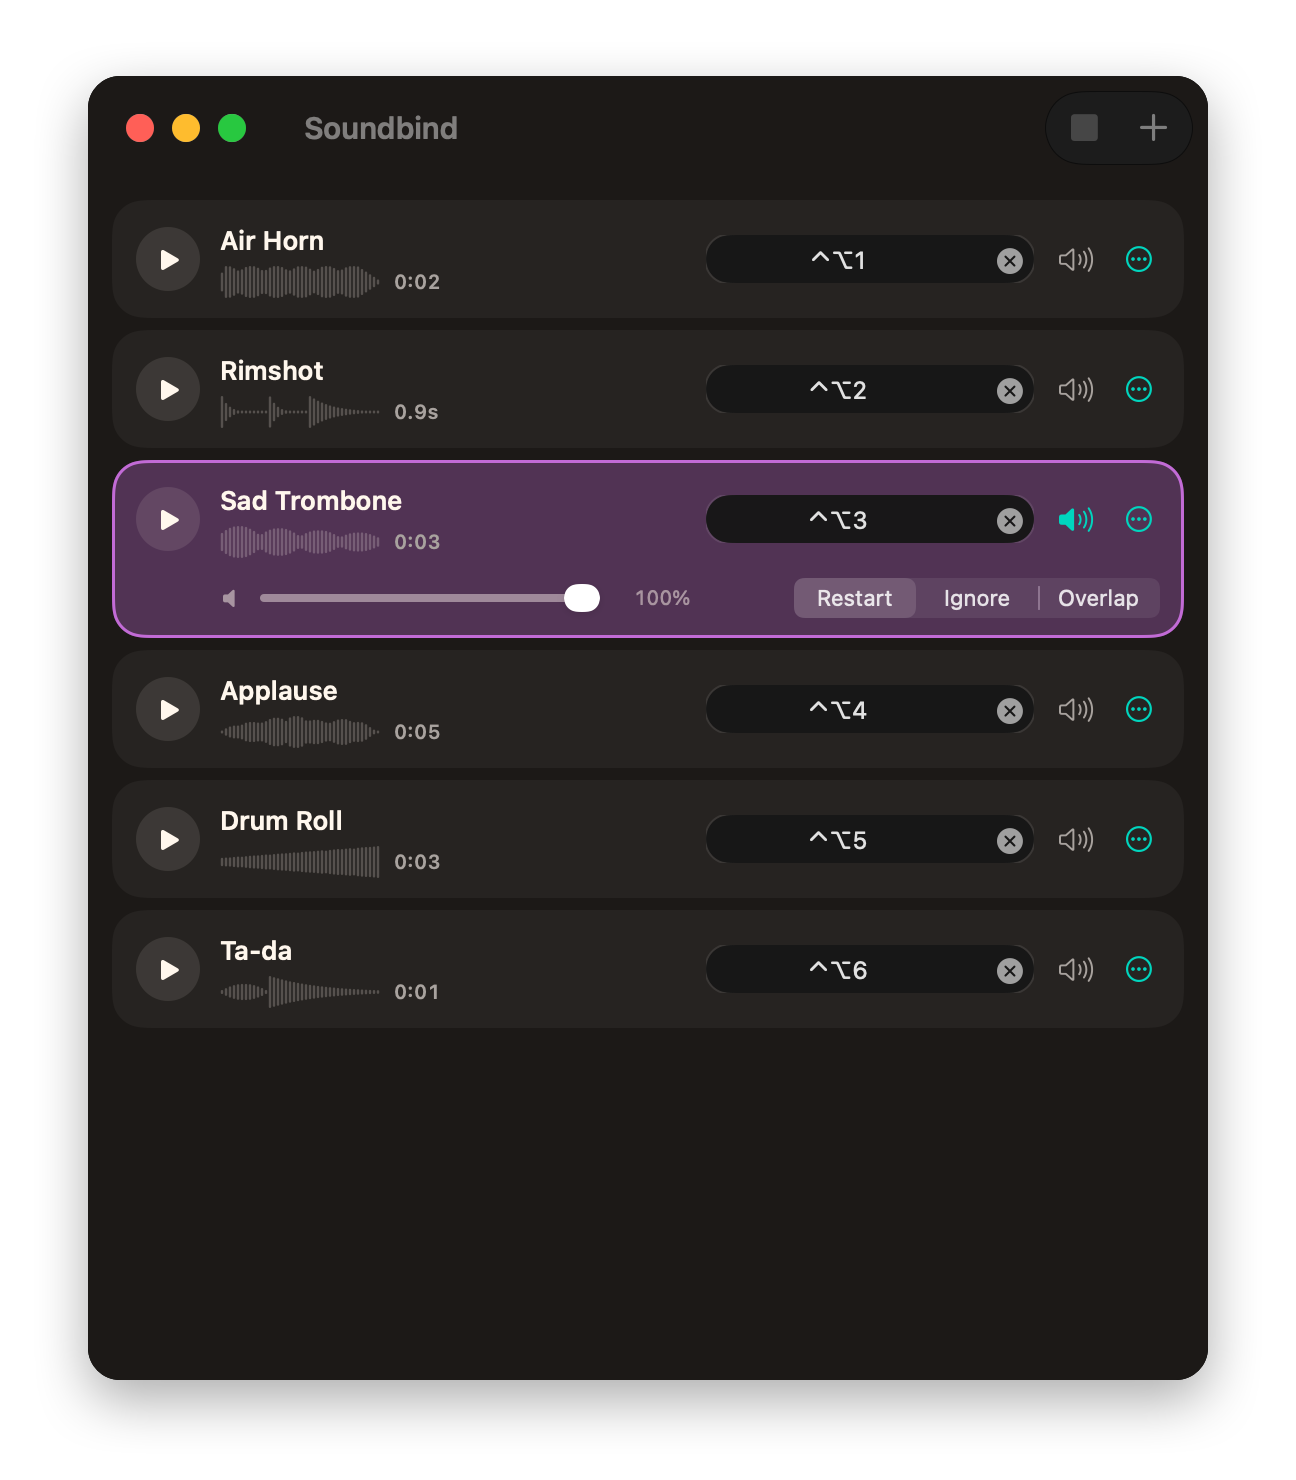 Soundbind
Air Horn
0:02
⌃⌥1
Rimshot
0.9s
⌃⌥2
Sad Trombone
0:03
⌃⌥3
100%
Restart
Ignore
Overlap
Applause
0:05
⌃⌥4
Drum Roll
0:03
⌃⌥5
Ta-da
0:01
⌃⌥6